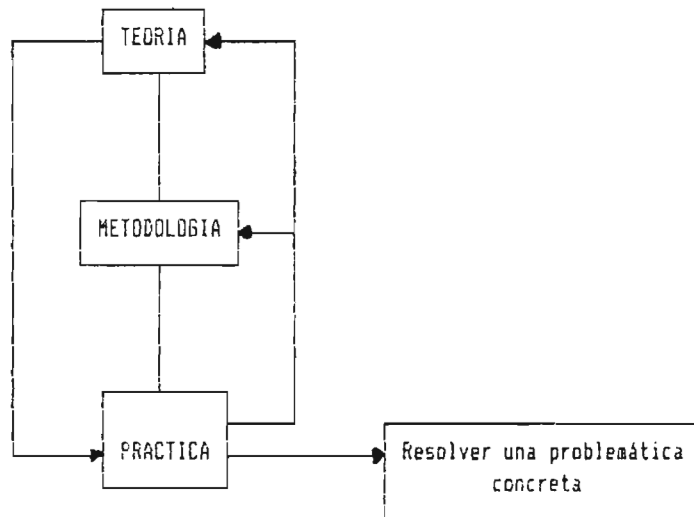 TEORIA
METODOLOGIA
PRACTICA
Resolver una problemática
concreta